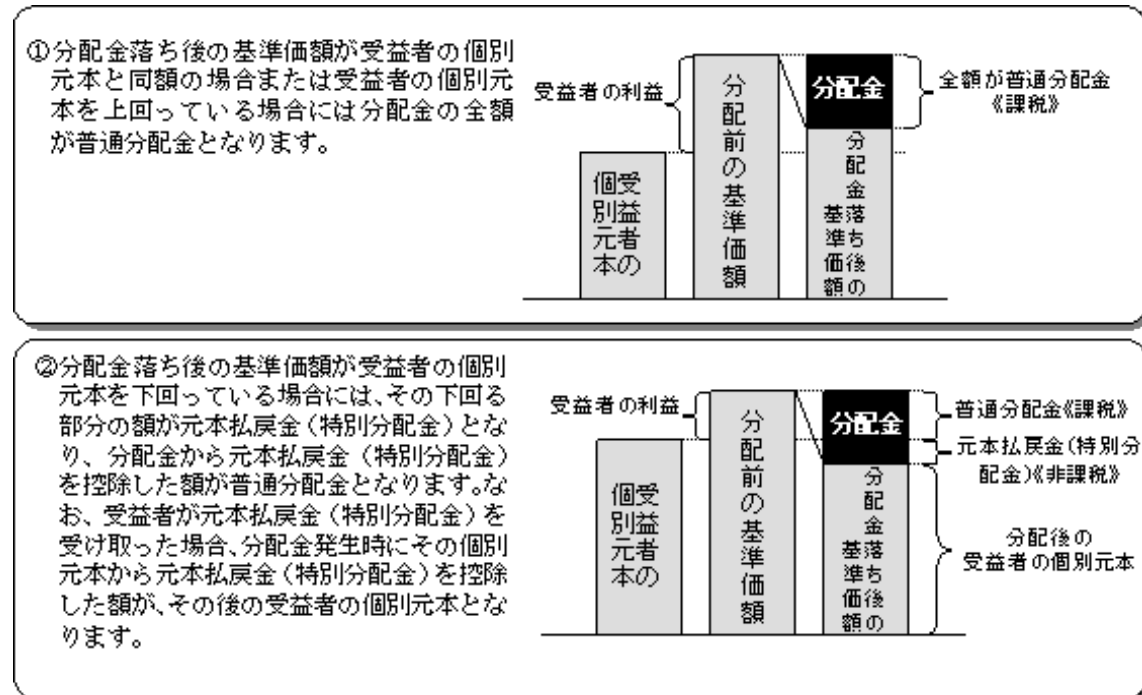 ①分配金落ち後の基準価額が受益者の個別
元本と同額の場合または受益者の個別元
本を上回っている場合には分配金の全額
が普通分配金となります。
受益者の利益
個別元本
受益者の
分配前の基準価額
分配金
分配金落ち後の
基準価額
全額が普通分配金
《課税》
②分配金落ち後の基準価額が受益者の個別
元本を下回っている場合には、その下回る
部分の額が元本払戻金(特別分配金)とな
り、分配金から元本払戻金(特別分配金)
を控除した額が普通分配金となります。な
お、受益者が元本払戻金(特別分配金)を
受け取った場合、分配金発生時にその個別
元本から元本払戻金(特別分配金)を控除
した額が、その後の受益者の個別元本とな
ります。
受益者の利益
受益者の
個別元本
分配前の基準価額
分配金
分配金落ち後の
基準価額
普通分配金《課税》
元本払戻金(特別分
配金)《非課税》
分配後の
受益者の個別元本